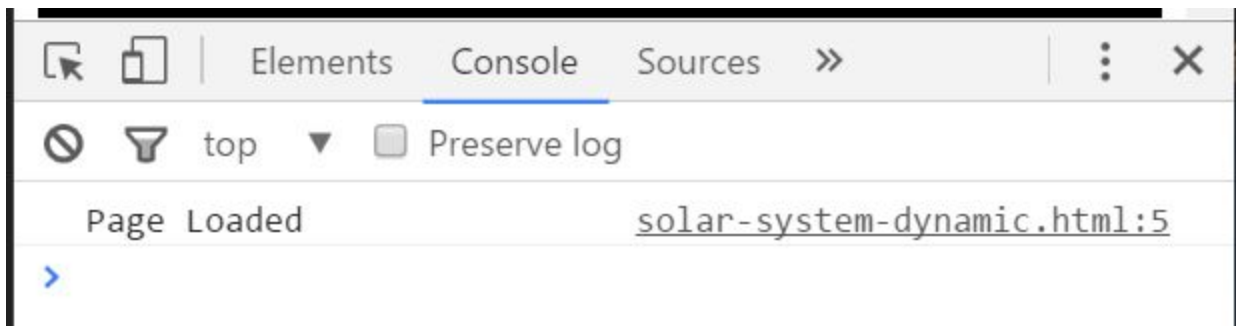 Elements Console Sources »
top ▼ Preserve log
Page Loaded solar-system-dynamic.html:5
>